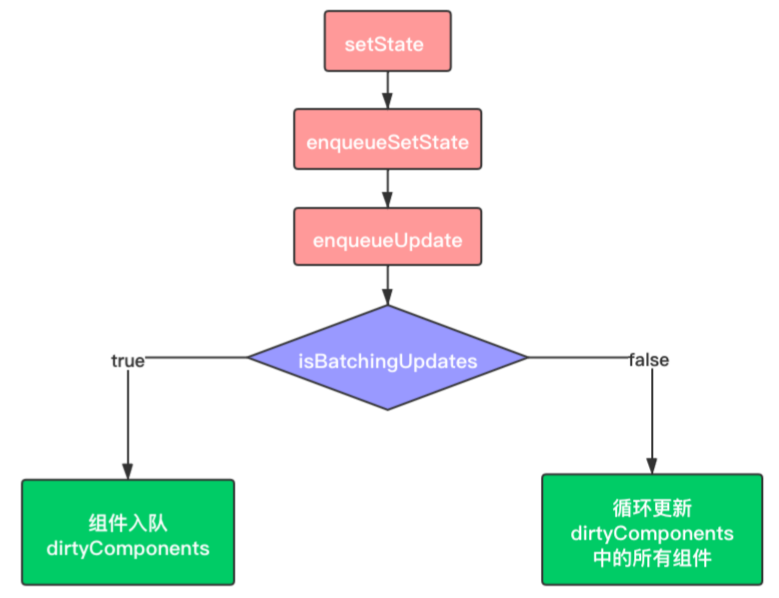 setState
enqueueSetState
enqueueUpdate
isBatchingUpdates
true
false
组件入队
dirtyComponents
循环更新
dirtyComponents
中的所有组件